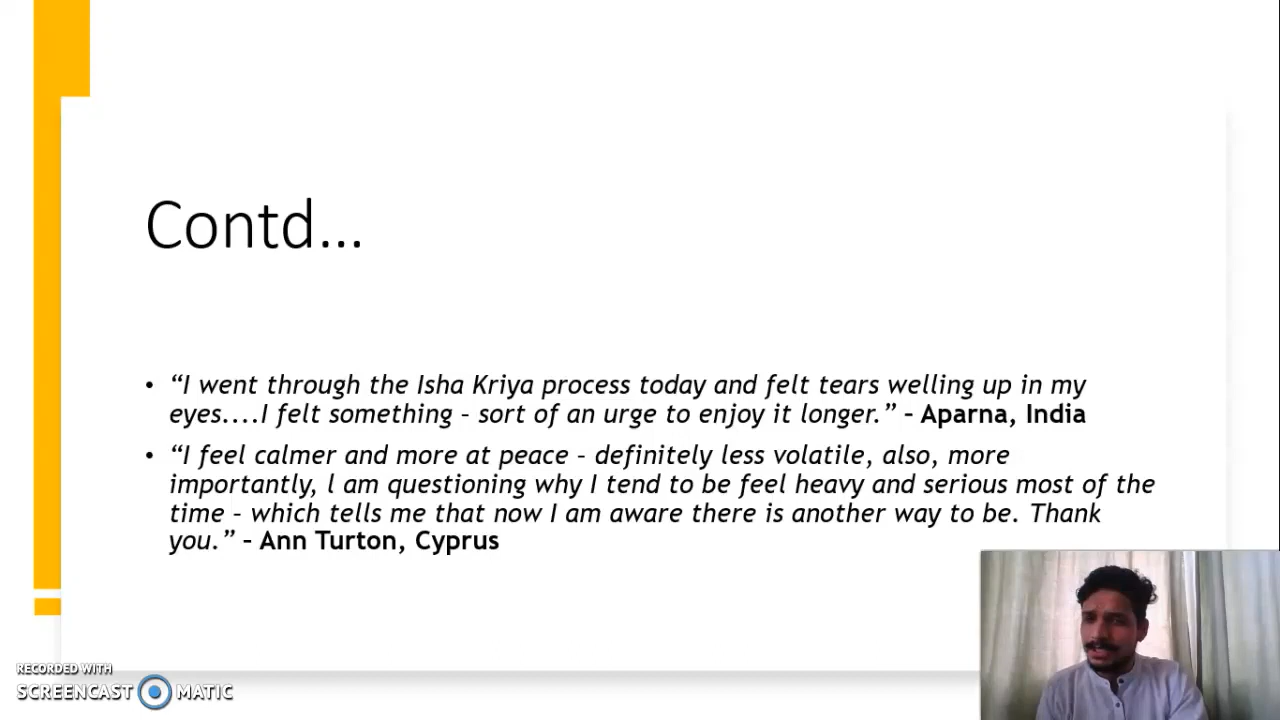 Contd…
• “I went through the Isha Kriya process today and felt tears welling up in my
eyes....I felt something – sort of an urge to enjoy it longer.” – Aparna, India
• “I feel calmer and more at peace – definitely less volatile, also, more
importantly, l am questioning why I tend to be feel heavy and serious most of the
time – which tells me that now I am aware there is another way to be. Thank
you.” – Ann Turton, Cyprus
RECORDED WITH
SCREENCAST MATIC